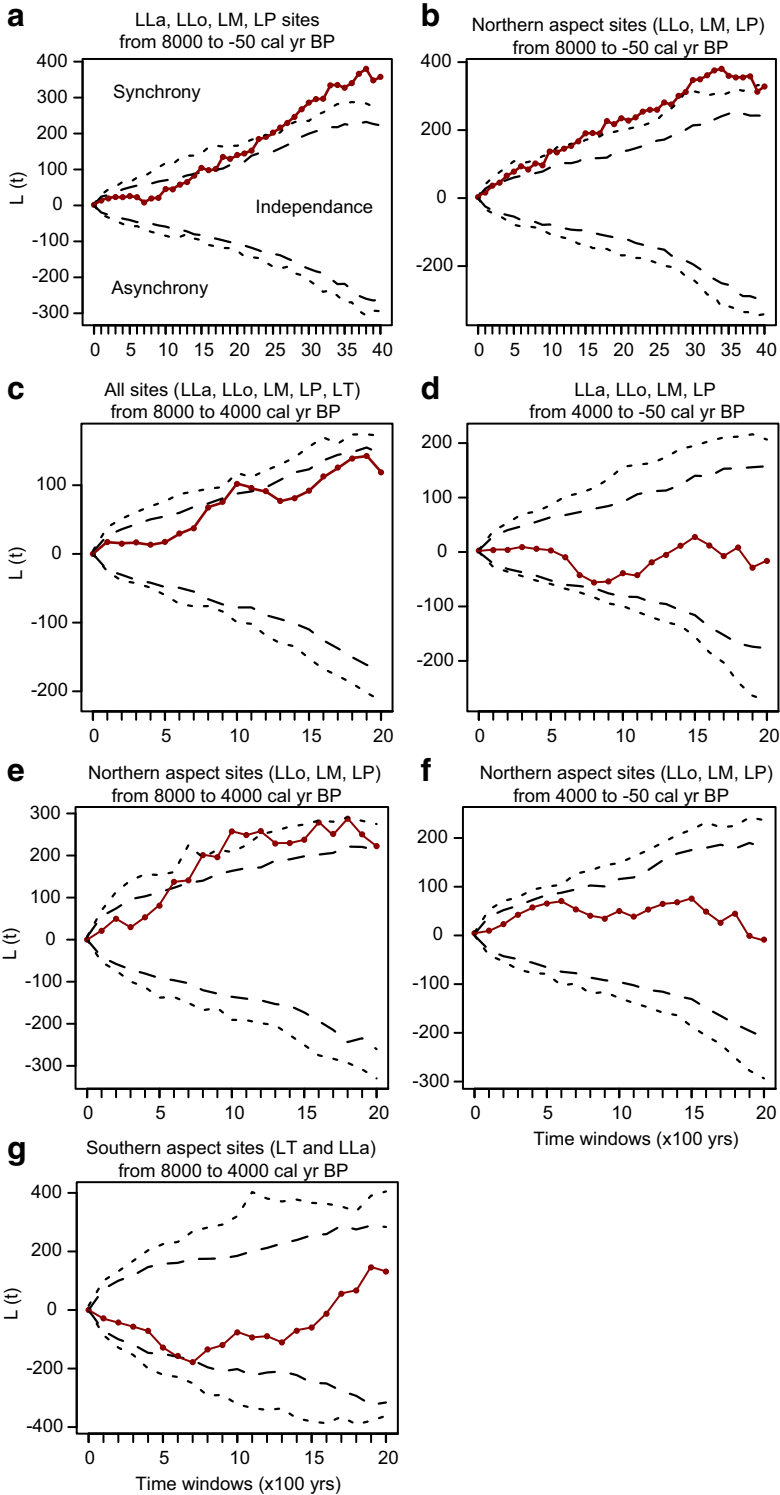 a
LLa, LLo, LM, LP sites
from 8000 to -50 cal yr BP
400
300
200
100
0
-100
-200
-300
L (t)
Synchrony
Independance
Asynchrony
0 5 10 15 20 25 30 35 40
b
Northern aspect sites (LLo, LM, LP)
from 8000 to -50 cal yr BP
400
200
0
-200
0 5 10 15 20 25 30 35 40
c
All sites (LLa, LLo, LM, LP, LT)
from 8000 to 4000 cal yr BP
100
0
-100
-200
L (t)
0 5 10 15 20
d
LLa, LLo, LM, LP
from 4000 to -50 cal yr BP
200
100
0
-100
-200
0 5 10 15 20
e
Northern aspect sites (LLo, LM, LP)
from 8000 to 4000 cal yr BP
300
200
100
0
-100
-200
-300
L (t)
0 5 10 15 20
f
Northern aspect sites (LLo, LM, LP)
from 4000 to -50 cal yr BP
200
100
0
-100
-200
-300
0 5 10 15 20
Time windows (x100 yrs)
g
Southern aspect sites (LT and LLa)
from 8000 to 4000 cal yr BP
400
200
0
-200
-400
L (t)
0 5 10 15 20
Time windows (x100 yrs)